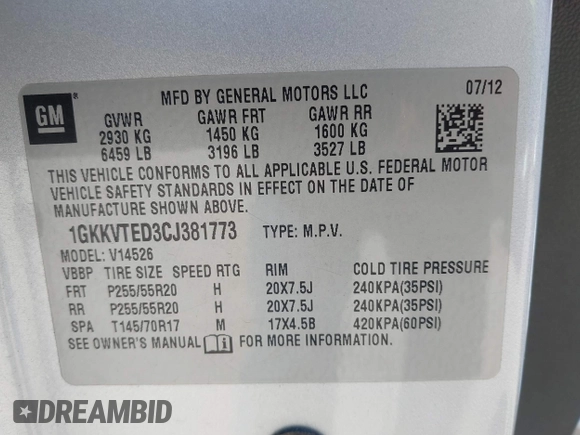 GM
®
MFD BY GENERAL MOTORS LLC 07/12
GVWR GAWR FRT GAWR RR
2930 KG 1450 KG 1600 KG
6459 LB 3196 LB 3527 LB
THIS VEHICLE CONFORMS TO ALL APPLICABLE U.S. FEDERAL MOTOR
VEHICLE SAFETY STANDARDS IN EFFECT ON THE DATE OF
MANUFACTURE SHOWN ABOVE.
1GKKVTED3CJ381773 TYPE: M.P.V.
MODEL: V14526
VBBP TIRE SIZE SPEED RTG RIM COLD TIRE PRESSURE
FRT P255/55R20 H 20X7.5J 240KPA(35PSI)
RR P255/55R20 H 20X7.5J 240KPA(35PSI)
SPA T145/70R17 M 17X4.5B 420KPA(60PSI)
SEE OWNER'S MANUAL i FOR MORE INFORMATION.
DREAMBID